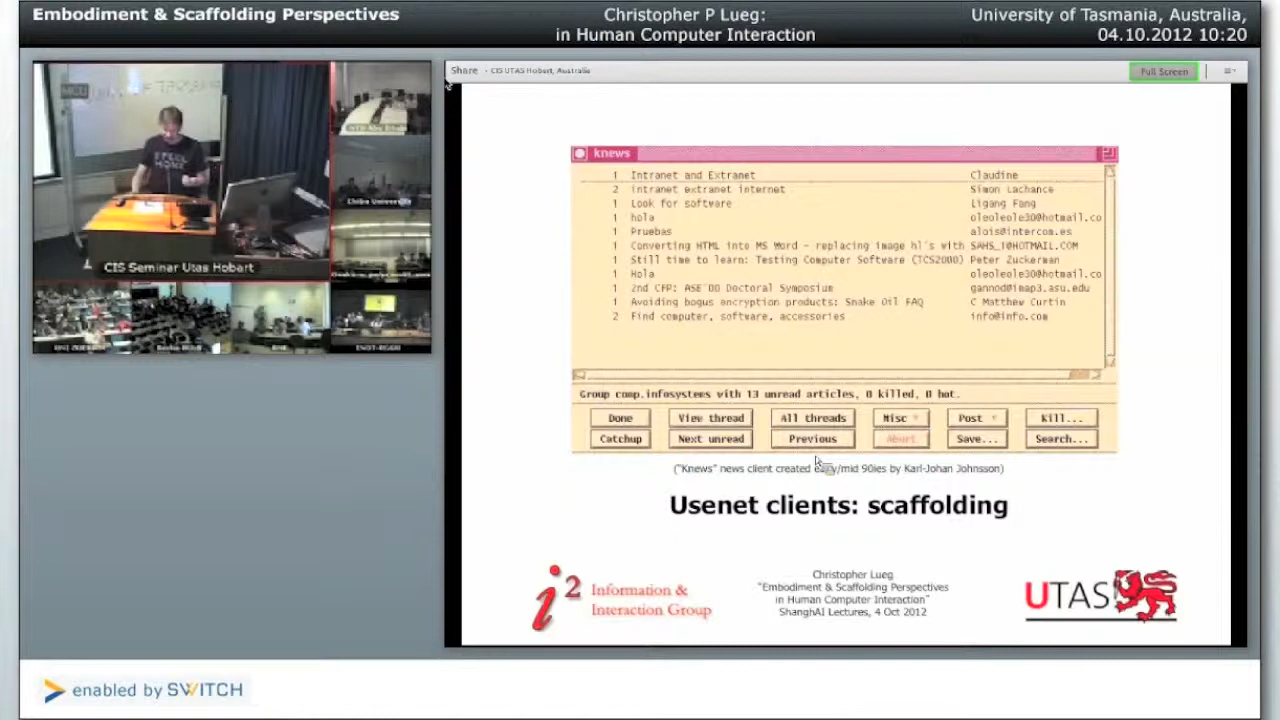 Embodiment & Scaffolding Perspectives
Christopher P Lueg:
in Human Computer Interaction
University of Tasmania, Australia,
04.10.2012 10:20
Share - CIS UTAS Hobart, Australia
Full Screen
CIS Seminar Utas Hobart
Chiba University
knews
1 Intranet and Extranet Claudine
2 intranet extranet internet Simon Lachance
1 Look for software Ligang Fang
1 hola oleoleole30@hotmail.co
1 Pruebas alois@intercom.es
1 Converting HTML into MS Word - replacing image hl's with SAHS_1@HOTMAIL.COM
1 Still time to learn: Testing Computer Software (TCS2000) Peter Zuckerman
1 Hola oleoleole30@hotmail.co
1 2nd CFP: ASE'00 Doctoral Symposium gannod@imap3.asu.edu
1 Avoiding bogus encryption products: Snake Oil FAQ C Matthew Curtin
2 Find computer, software, accessories info@info.com
Group comp.infosystems with 13 unread articles, 0 killed, 0 hot.
Done View thread All threads Misc Post Kill...
Catchup Next unread Previous Abort Save... Search...
("Knews" news client created early/mid 90ies by Karl-Johan Johnsson)
Usenet clients: scaffolding
i2 Information &
Interaction Group
Christopher Lueg
"Embodiment & Scaffolding Perspectives
in Human Computer Interaction"
ShanghAI Lectures, 4 Oct 2012
UTAS
enabled by SWITCH